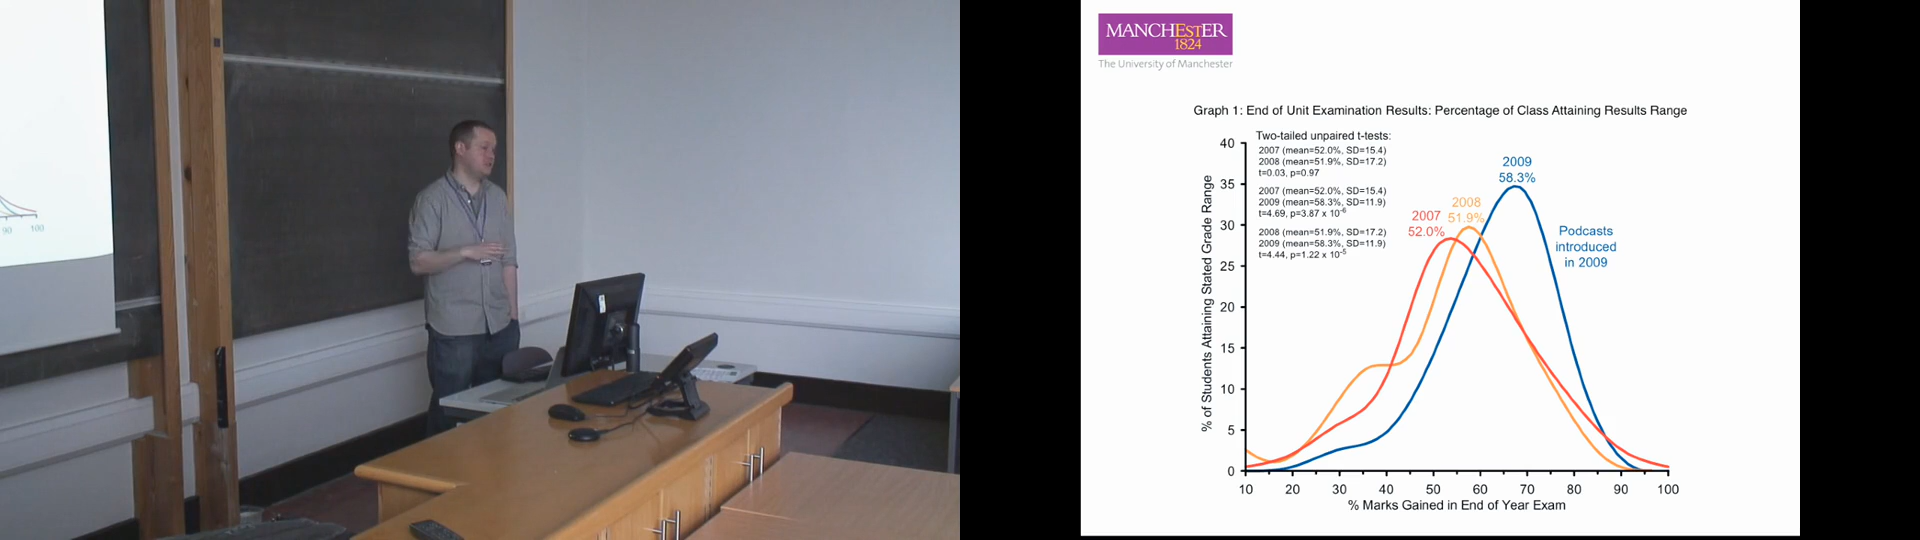 90 100
MANCHESTER
1824
The University of Manchester
Graph 1: End of Unit Examination Results: Percentage of Class Attaining Results Range
Two-tailed unpaired t-tests:
2007 (mean=52.0%, SD=15.4)
2008 (mean=51.9%, SD=17.2)
t=0.03, p=0.97
2007 (mean=52.0%, SD=15.4)
2009 (mean=58.3%, SD=11.9)
t=4.69, p=3.87 x 10⁻⁶
2008 (mean=51.9%, SD=17.2)
2009 (mean=58.3%, SD=11.9)
t=4.44, p=1.22 x 10⁻⁵
2007
52.0%
2008
51.9%
2009
58.3%
Podcasts
introduced
in 2009
% of Students Attaining Stated Grade Range
40
35
30
25
20
15
10
5
0
10 20 30 40 50 60 70 80 90 100
% Marks Gained in End of Year Exam